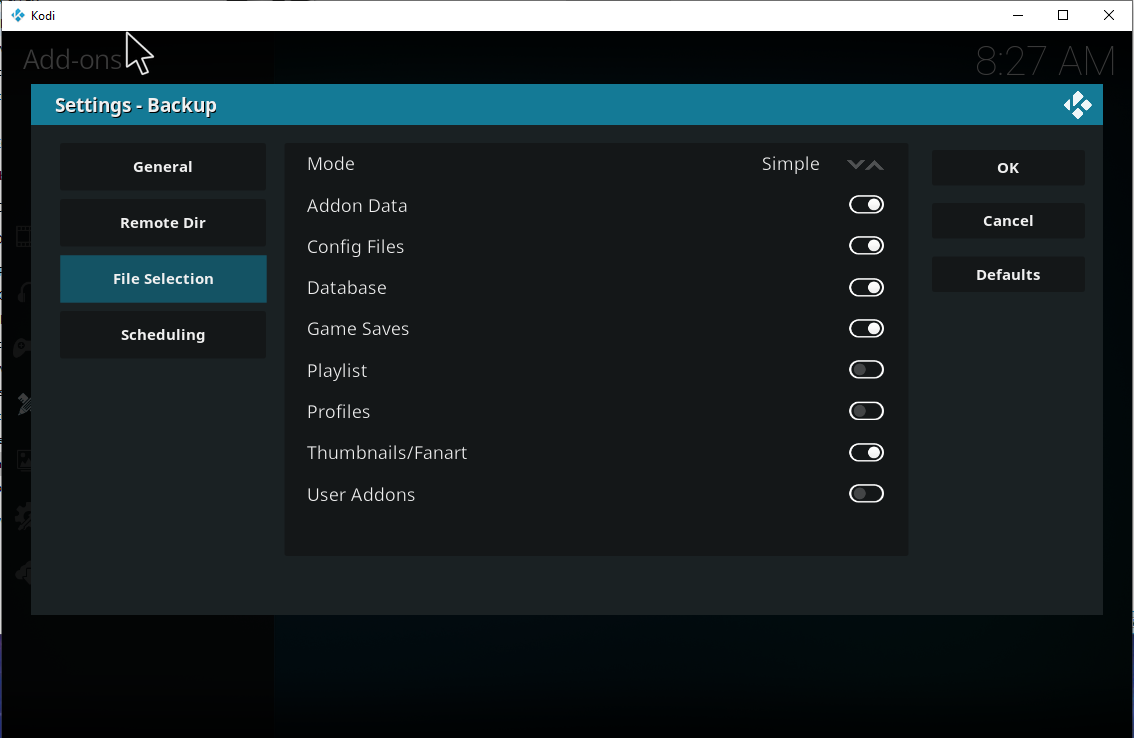 Kodi
Add-ons
8:27 AM
Settings - Backup
General
Remote Dir
File Selection
Scheduling
Mode Simple
Addon Data
Config Files
Database
Game Saves
Playlist
Profiles
Thumbnails/Fanart
User Addons
OK
Cancel
Defaults